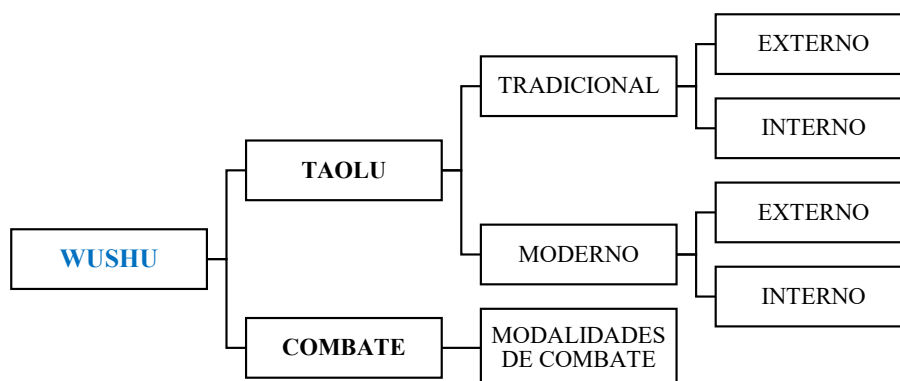 WUSHU
TAOLU
TRADICIONAL
EXTERNO
INTERNO
MODERNO
EXTERNO
INTERNO
COMBATE
MODALIDADES
DE COMBATE